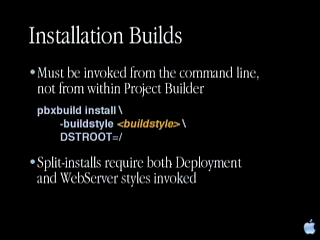 Installation Builds
•Must be invoked from the command line,
not from within Project Builder
pbxbuild install \
-buildstyle <buildstyle> \
DSTROOT=/
•Split-installs require both Deployment
and WebServer styles invoked